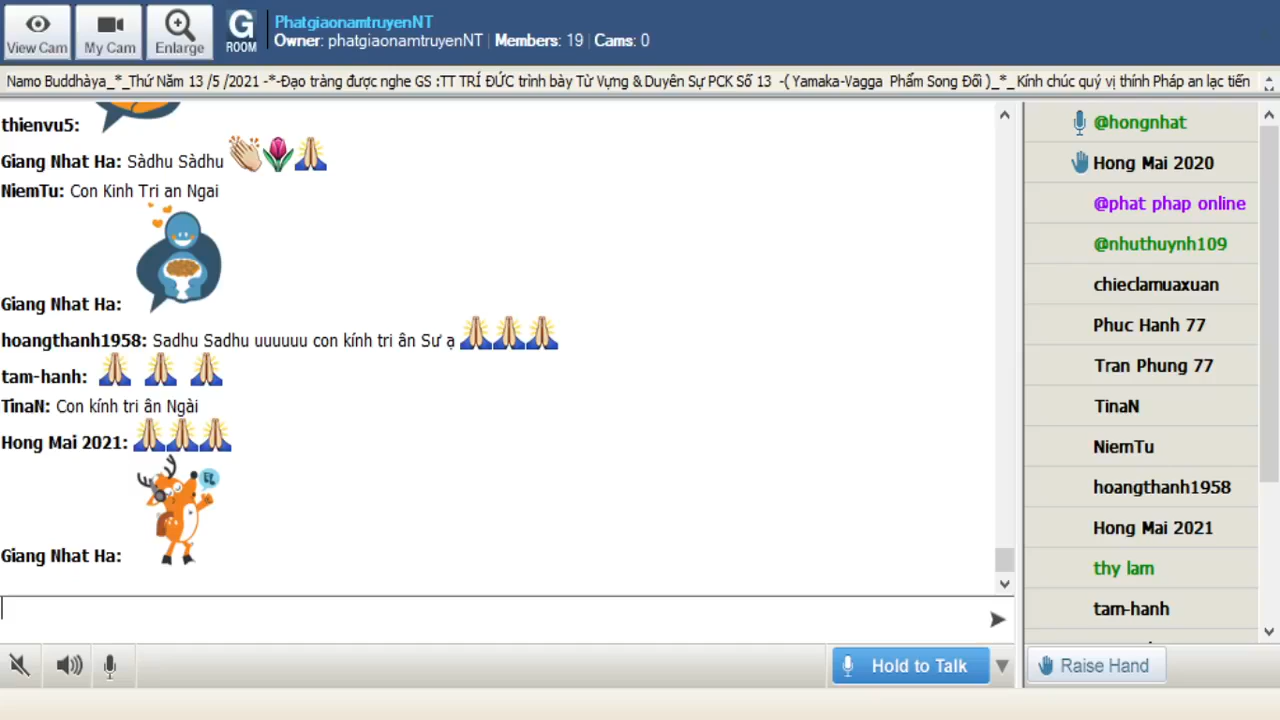 View Cam
My Cam
Enlarge
G
ROOM
PhatgiaonamtruyenNT
Owner: phatgiaonamtruyenNT | Members: 19 | Cams: 0
Namo Buddhàya_*_Thứ Năm 13 /5 /2021 -*-Đạo tràng được nghe GS :TT TRÍ ĐỨC trình bày Từ Vựng & Duyên Sự PCK Số 13 -( Yamaka-Vagga Phẩm Song Đối )_*_ Kính chúc quý vị thính Pháp an lạc tiến
thienvu5:
Giang Nhat Ha: Sàdhu Sàdhu
NiemTu: Con Kinh Tri an Ngai
Giang Nhat Ha:
hoangthanh1958: Sadhu Sadhu uuuuuu con kính tri ân Sư ạ
tam-hanh:
TinaN: Con kính tri ân Ngài
Hong Mai 2021:
Giang Nhat Ha:
@hongnhat
Hong Mai 2020
@phat phap online
@nhuthuynh109
chieclamuaxuan
Phuc Hanh 77
Tran Phung 77
TinaN
NiemTu
hoangthanh1958
Hong Mai 2021
thy lam
tam-hanh
Hold to Talk
Raise Hand